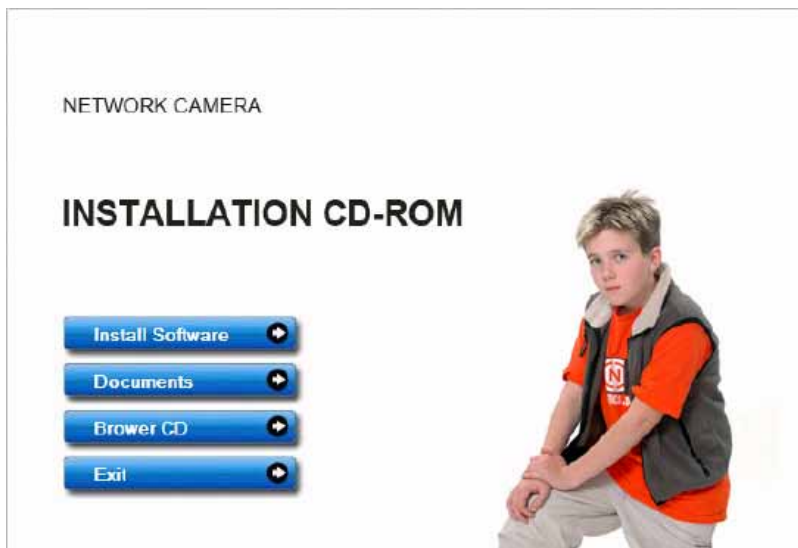 NETWORK CAMERA
INSTALLATION CD-ROM
Install Software
Documents
Brower CD
Exit
N